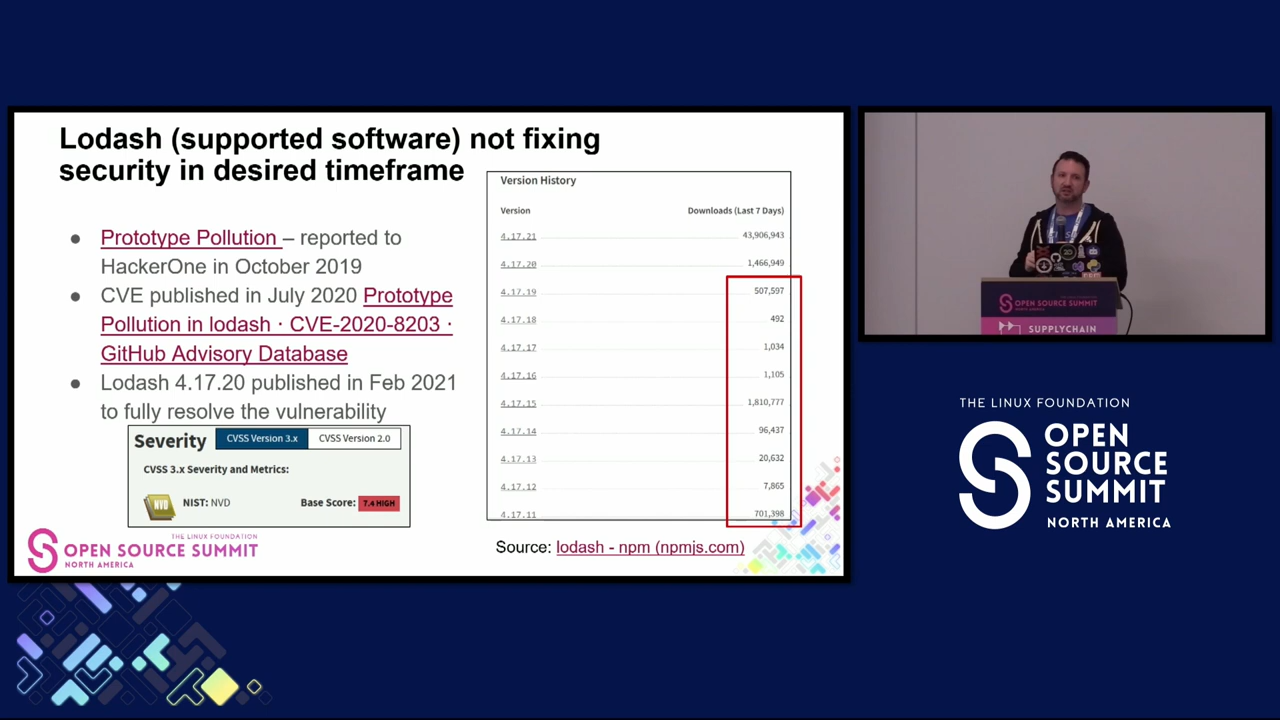 Lodash (supported software) not fixing
security in desired timeframe
● Prototype Pollution – reported to
HackerOne in October 2019
● CVE published in July 2020 Prototype
Pollution in lodash · CVE-2020-8203 ·
GitHub Advisory Database
● Lodash 4.17.20 published in Feb 2021
to fully resolve the vulnerability
Severity CVSS Version 3.x CVSS Version 2.0
CVSS 3.x Severity and Metrics:
NVD NIST: NVD Base Score: 7.4 HIGH
THE LINUX FOUNDATION
OPEN SOURCE SUMMIT
NORTH AMERICA
Version History
Version Downloads (Last 7 Days)
4.17.21 43,906,943
4.17.20 1,466,949
4.17.19 507,597
4.17.18 492
4.17.17 1,034
4.17.16 1,105
4.17.15 1,810,777
4.17.14 96,437
4.17.13 20,632
4.17.12 7,865
4.17.11 701,398
Source: lodash - npm (npmjs.com)
OPEN SOURCE SUMMIT
SUPPLYCHAIN
THE LINUX FOUNDATION
OPEN
SOURCE
SUMMIT
NORTH AMERICA